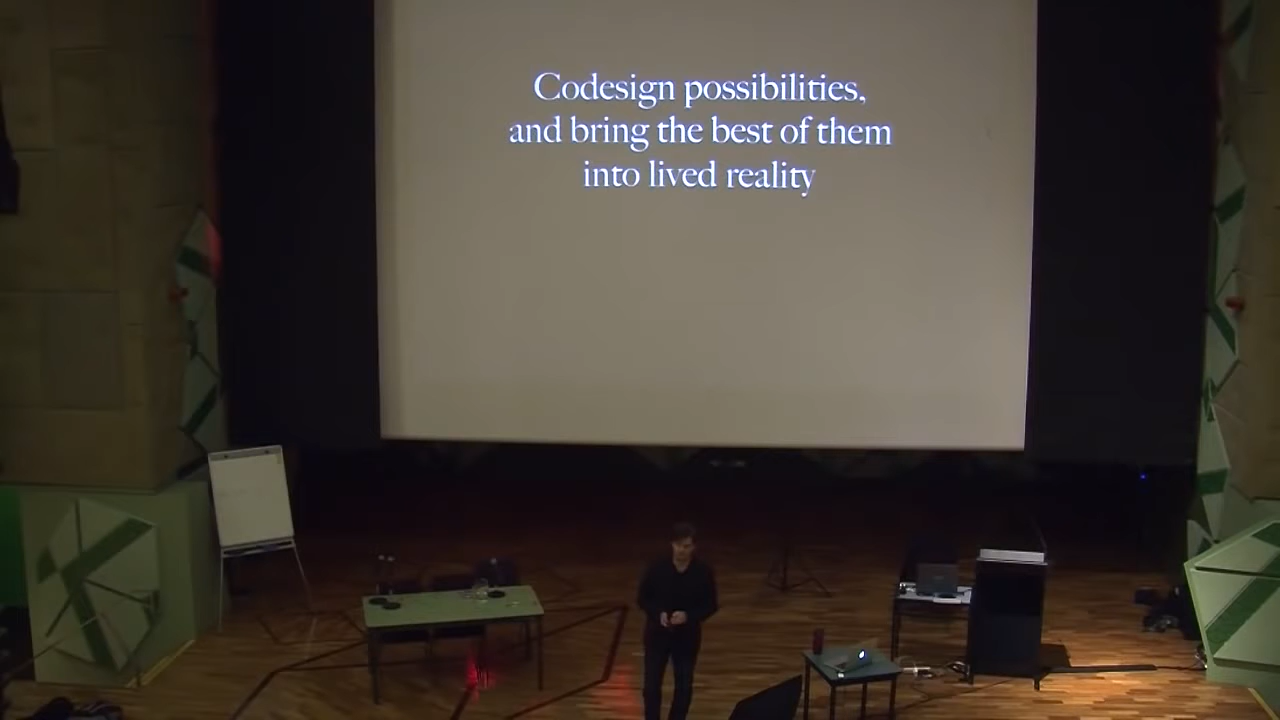 Codesign possibilities,
and bring the best of them
into lived reality